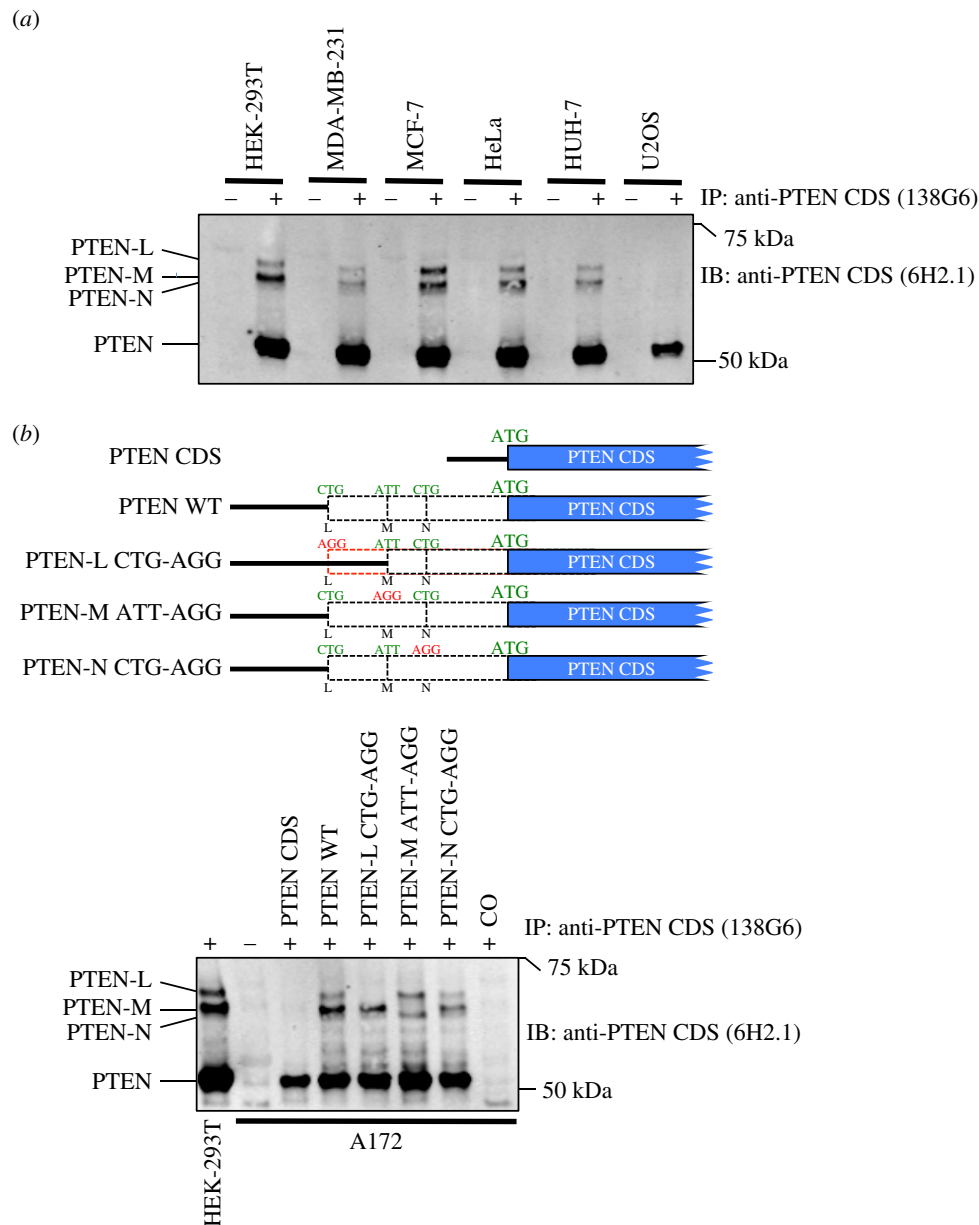 (a)
HEK-293T
MDA-MB-231
MCF-7
HeLa
HUH-7
U2OS
– + – + – + – + – + – + IP: anti-PTEN CDS (138G6)
75 kDa
PTEN-L
PTEN-M
IB: anti-PTEN CDS (6H2.1)
PTEN-N
PTEN
50 kDa
(b)
ATG
PTEN CDS PTEN CDS
CTG ATT CTG ATG
PTEN WT PTEN CDS
L M N
AGG ATT CTG ATG
PTEN-L CTG-AGG PTEN CDS
L M N
CTG AGG CTG ATG
PTEN-M ATT-AGG PTEN CDS
L M N
CTG ATT AGG ATG
PTEN-N CTG-AGG PTEN CDS
L M N
PTEN CDS
PTEN WT
PTEN-L CTG-AGG
PTEN-M ATT-AGG
PTEN-N CTG-AGG
CO
+ – + + + + + + IP: anti-PTEN CDS (138G6)
75 kDa
PTEN-L
PTEN-M
PTEN-N
IB: anti-PTEN CDS (6H2.1)
PTEN
50 kDa
HEK-293T
A172